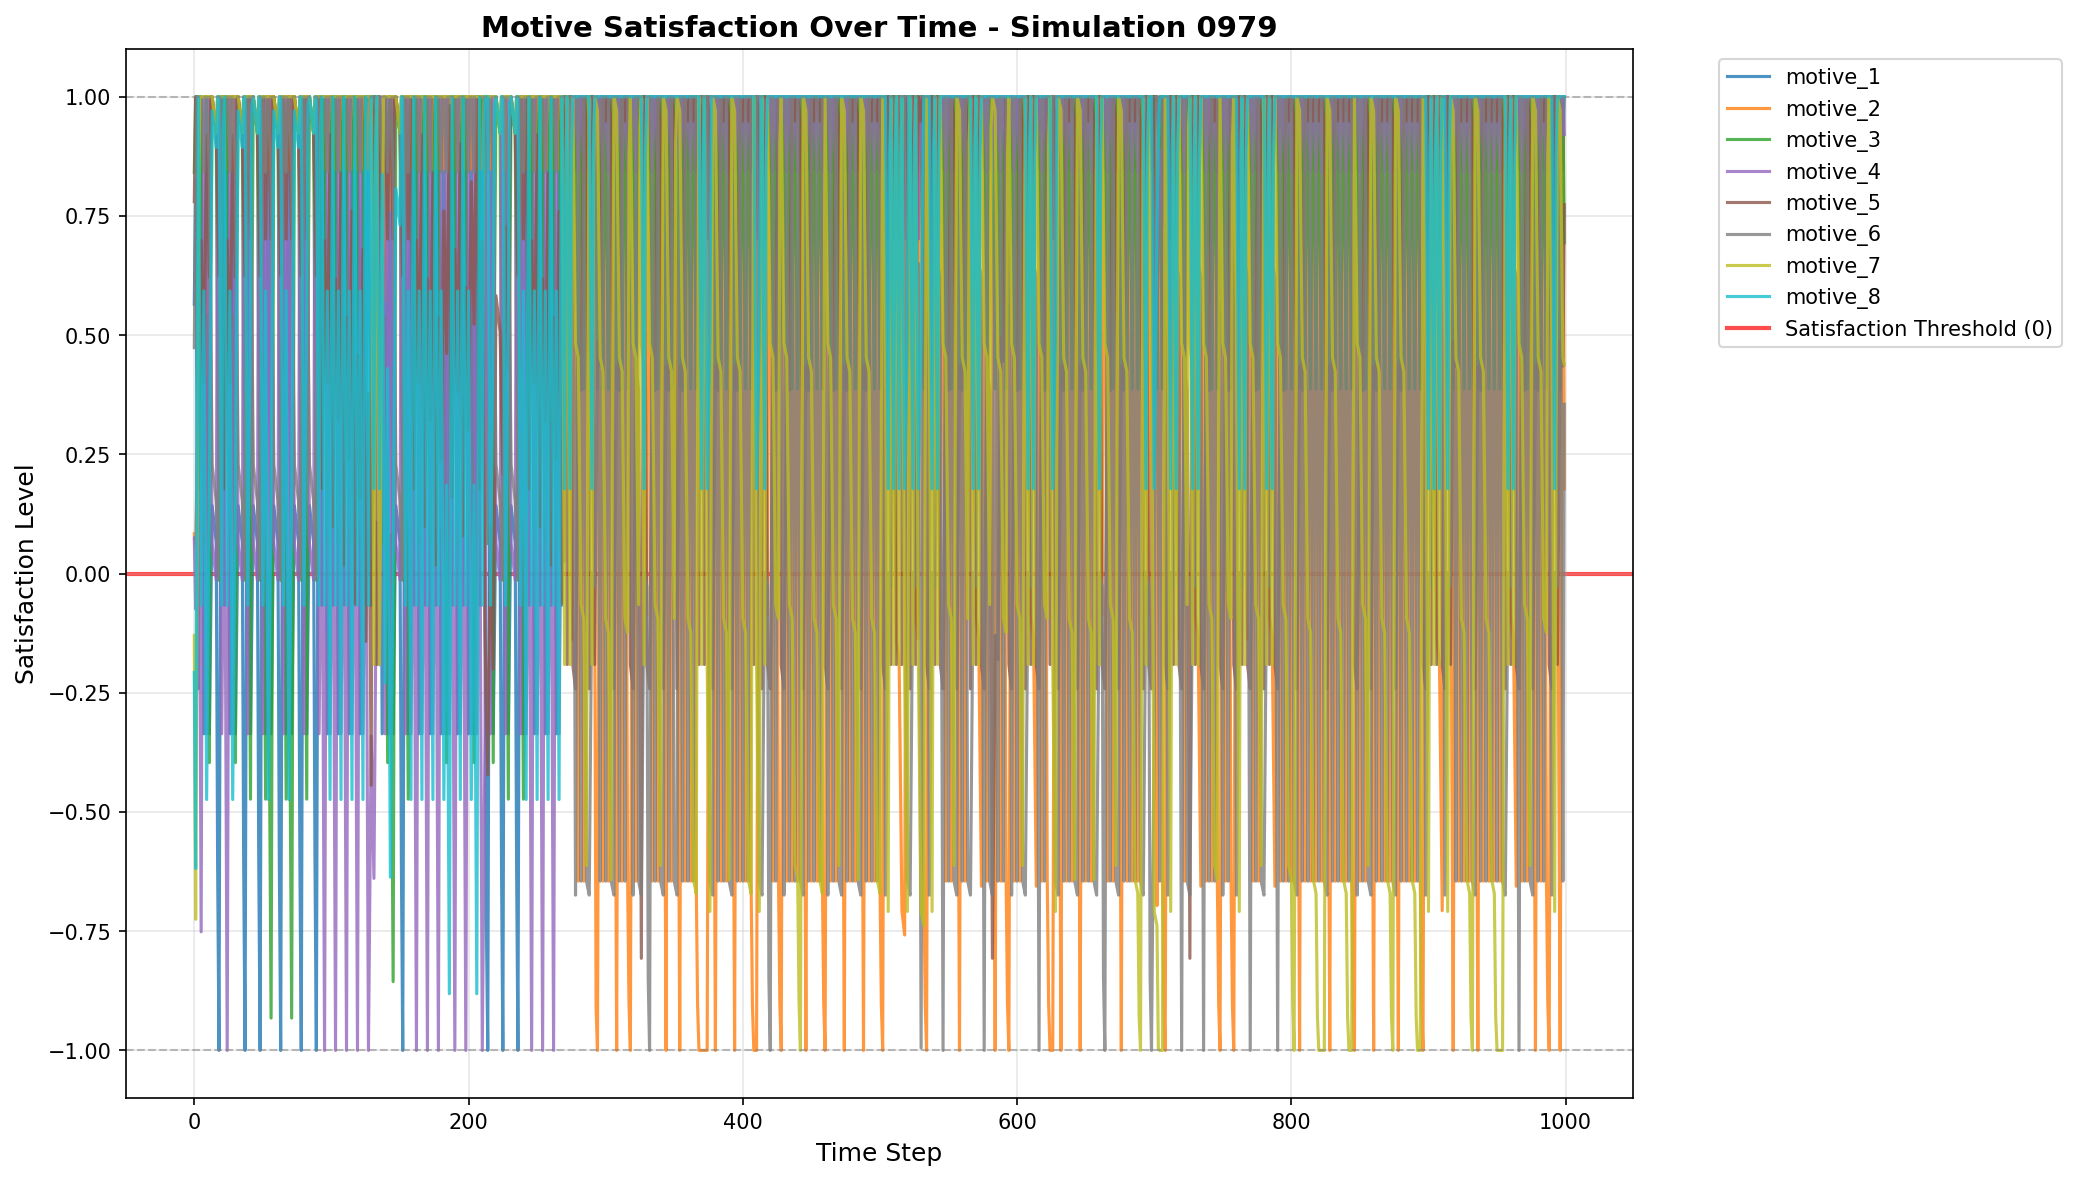 Motive Satisfaction Over Time - Simulation 0979
1.00
0.75
0.50
0.25
0.00
−0.25
−0.50
−0.75
−1.00
Satisfaction Level
0
200
400
600
800
1000
Time Step
motive_1
motive_2
motive_3
motive_4
motive_5
motive_6
motive_7
motive_8
Satisfaction Threshold (0)